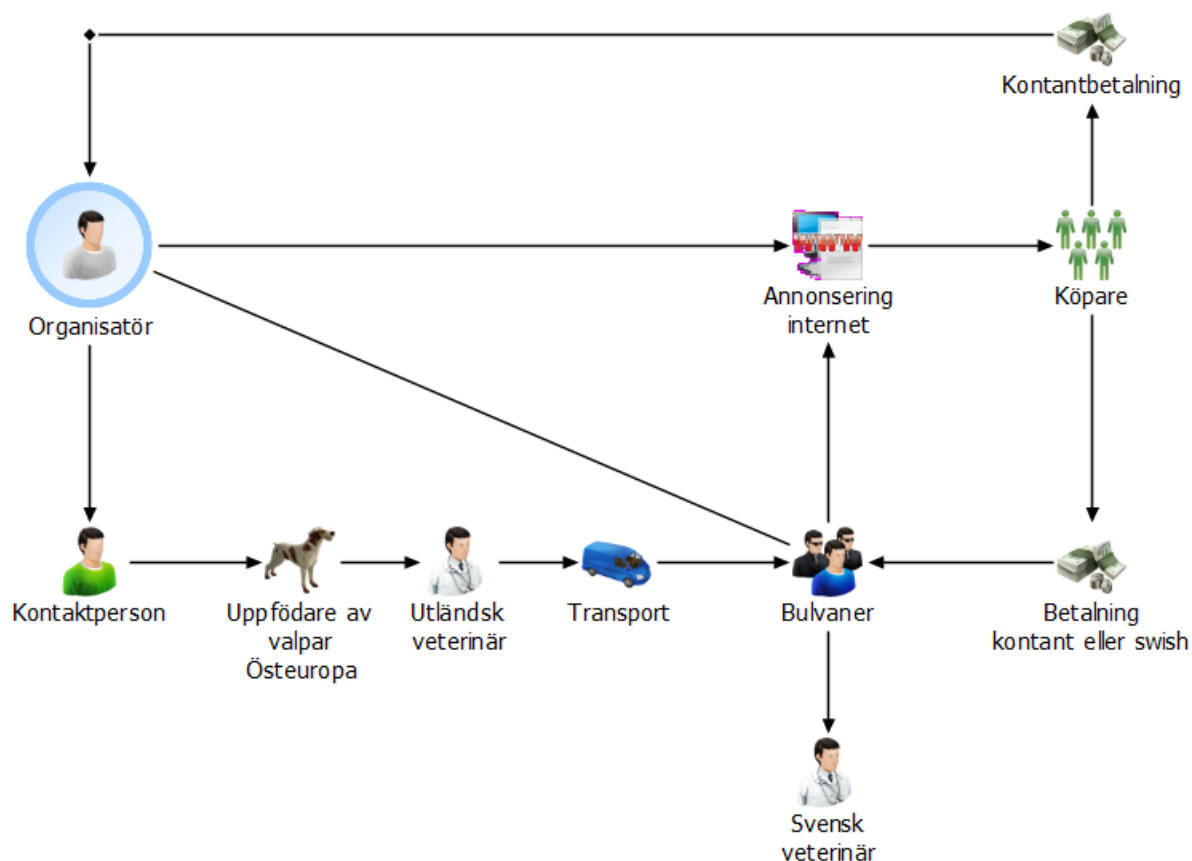 Kontantbetalning
WWW
Organisatör
Annonsering
internet
Köpare
Kontaktperson
Uppfödare av
valpar
Östeuropa
Utländsk
veterinär
Transport
Bulvaner
Betalning
kontant eller swish
Svensk
veterinär